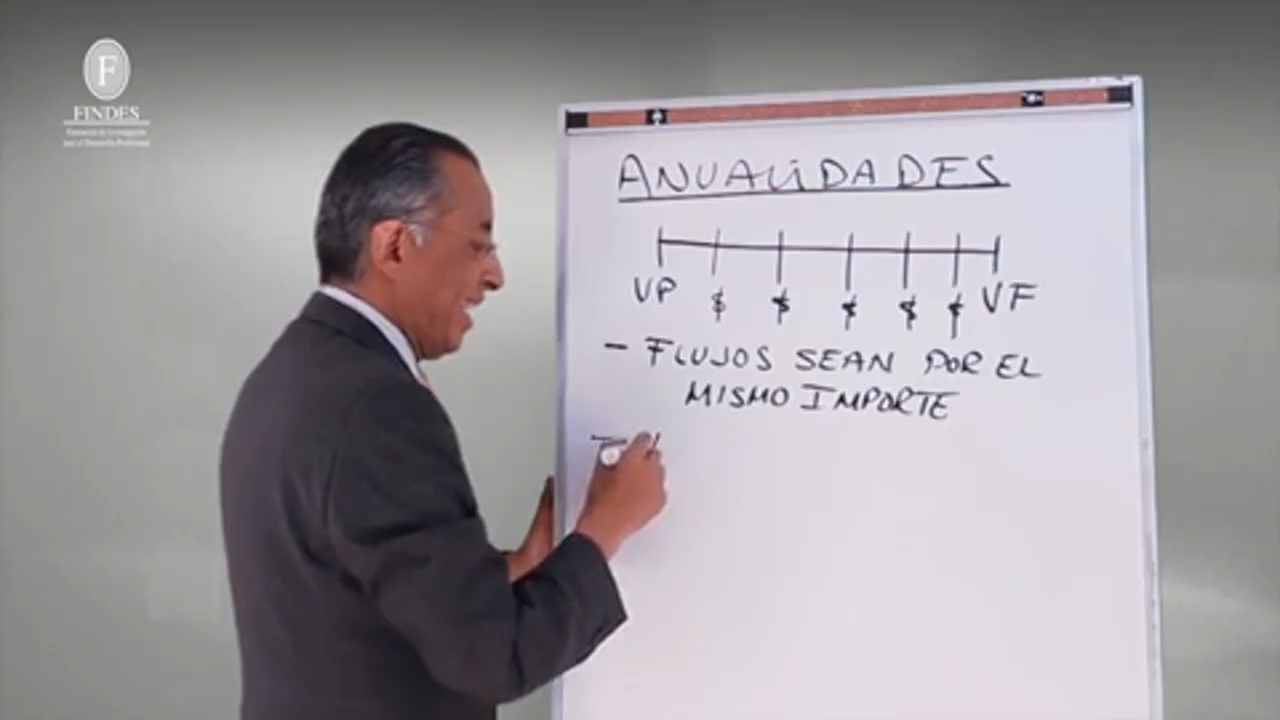 F
FINDES
ANUALIDADES
VP $ $ $ $ $ VF
- FLUJOS SEAN POR EL
MISMO IMPORTE